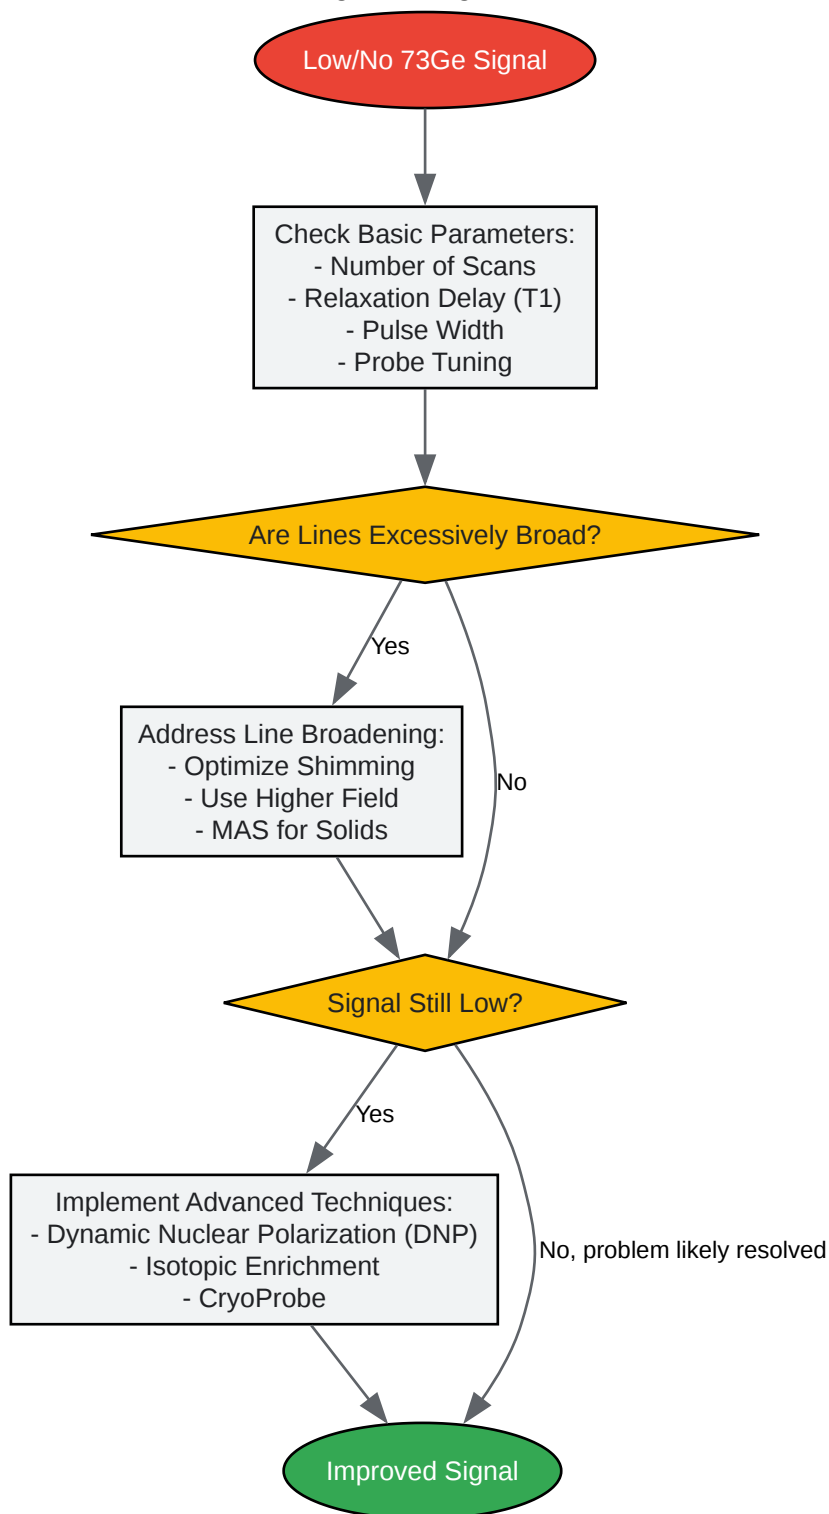 Low/No 73Ge Signal
Check Basic Parameters:
- Number of Scans
- Relaxation Delay (T1)
- Pulse Width
- Probe Tuning
Are Lines Excessively Broad?
Yes
Address Line Broadening:
- Optimize Shimming
- Use Higher Field
- MAS for Solids
No
Signal Still Low?
Yes
Implement Advanced Techniques:
- Dynamic Nuclear Polarization (DNP)
- Isotopic Enrichment
- CryoProbe
No, problem likely resolved
Improved Signal